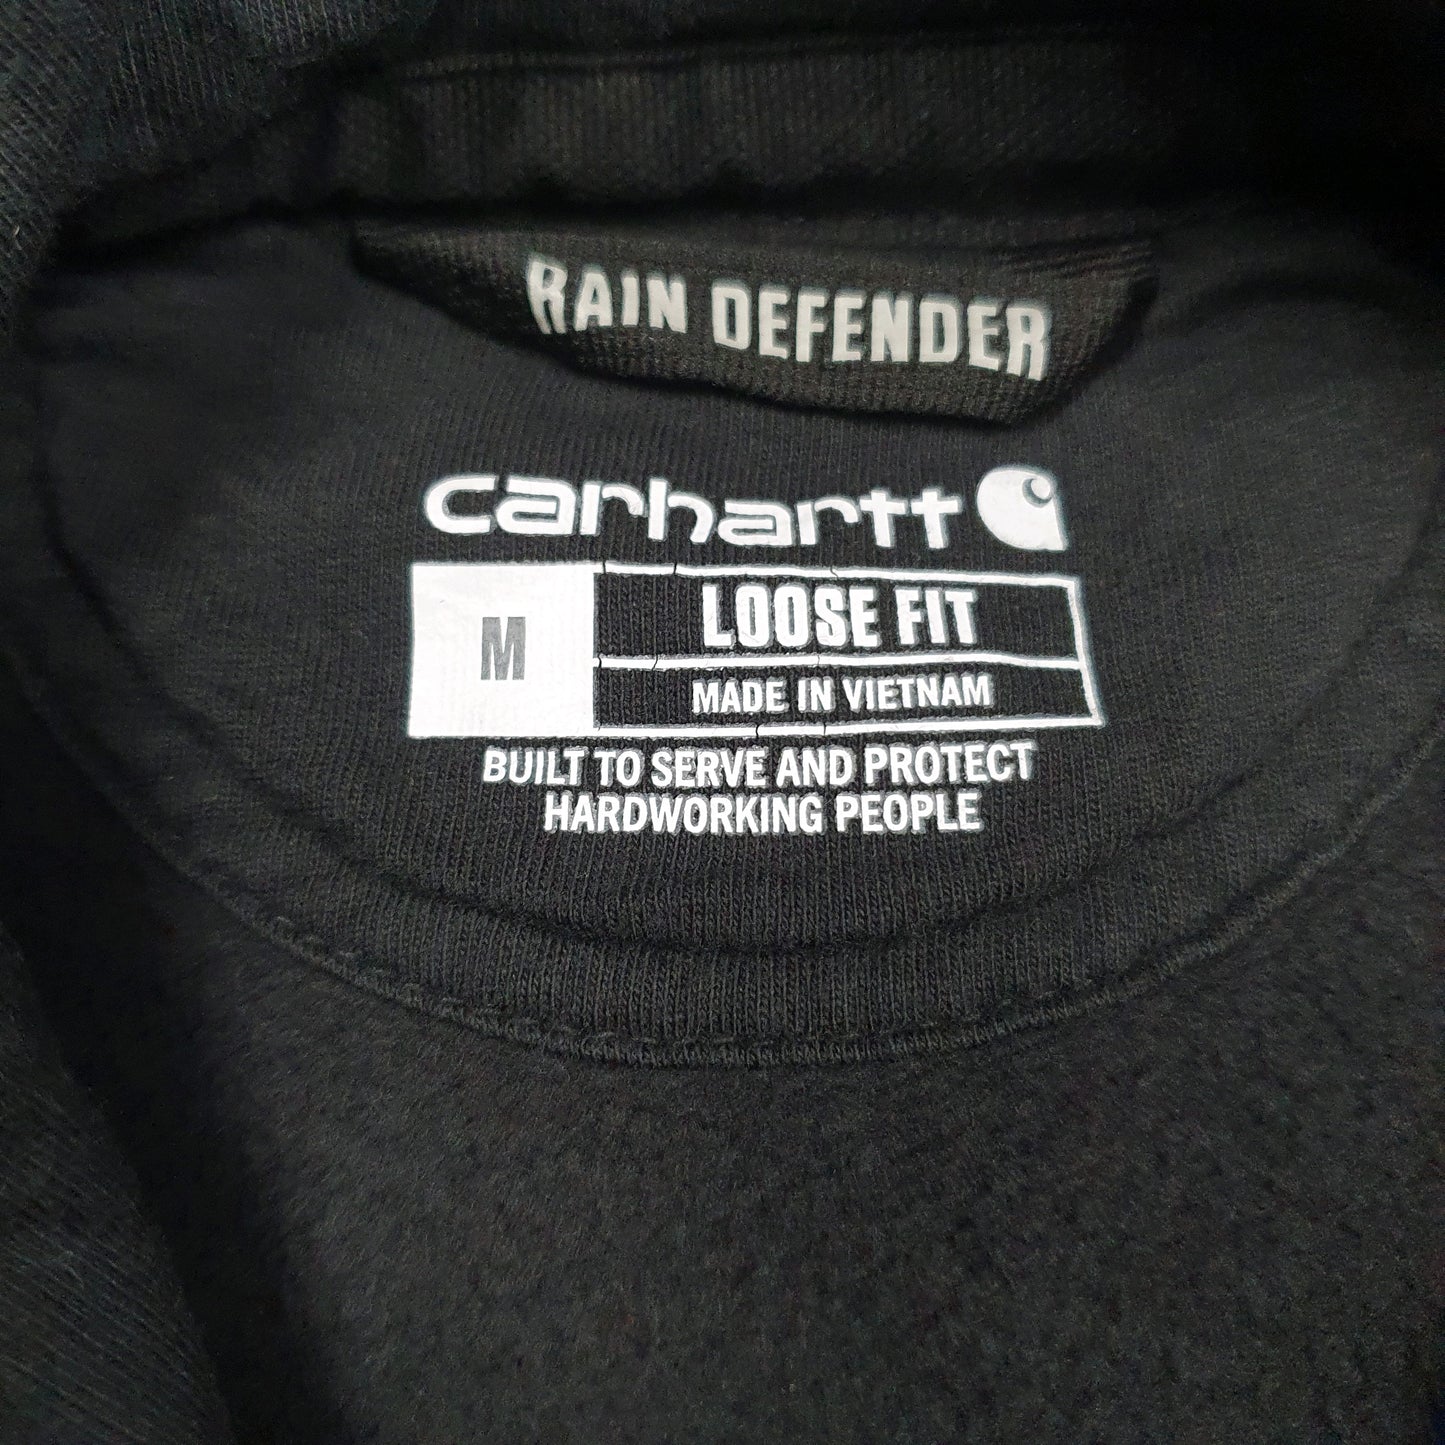 RAIN DEFENDER
carhartt
M
LOOSE FIT
MADE IN VIETNAM
BUILT TO SERVE AND PROTECT
HARDWORKING PEOPLE